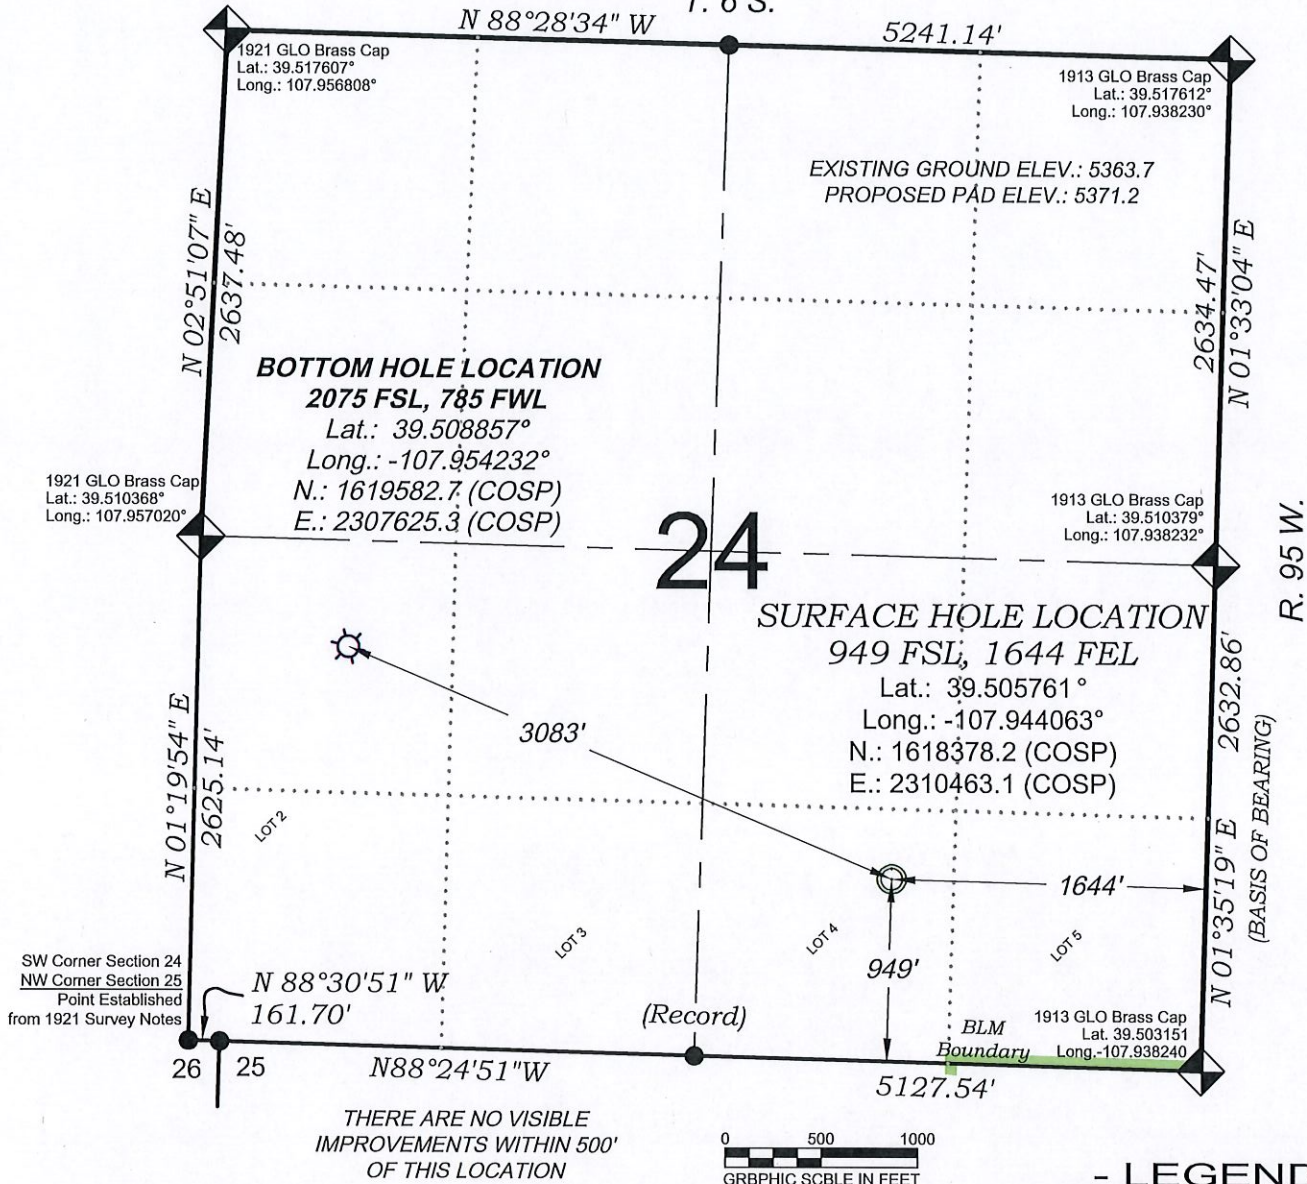 T. 6 S.
N 88°28'34" W
5241.14'
1921 GLO Brass Cap
Lat.: 39.517607°
Long.: 107.956808°
1913 GLO Brass Cap
Lat.: 39.517612°
Long.: 107.938230°
EXISTING GROUND ELEV.: 5363.7
PROPOSED PAD ELEV.: 5371.2
N 02°51'07" E
2637.48'
2634.47'
N 01°33'04" E
BOTTOM HOLE LOCATION
2075 FSL, 785 FWL
Lat.: 39.508857°
Long.: -107.954232°
N.: 1619582.7 (COSP)
E.: 2307625.3 (COSP)
1921 GLO Brass Cap
Lat.: 39.510368°
Long.: 107.957020°
1913 GLO Brass Cap
Lat.: 39.510379°
Long.: 107.938232°
24
R. 95 W.
SURFACE HOLE LOCATION
949 FSL, 1644 FEL
Lat.: 39.505761°
Long.: -107.944063°
N.: 1618378.2 (COSP)
E.: 2310463.1 (COSP)
3083'
N 01°19'54" E
2625.14'
2632.86'
N 01°35'19" E
(BASIS OF BEARING)
LOT 2
LOT 3
LOT 4
LOT 5
1644'
949'
SW Corner Section 24
NW Corner Section 25
Point Established
from 1921 Survey Notes
N 88°30'51" W
161.70'
(Record)
BLM
Boundary
1913 GLO Brass Cap
Lat. 39.503151
Long.-107.938240
26
25
N88°24'51"W
5127.54'
THERE ARE NO VISIBLE
IMPROVEMENTS WITHIN 500'
OF THIS LOCATION
0 500 1000
GRBPHIC SCBLE IN FEET
- LEGEND